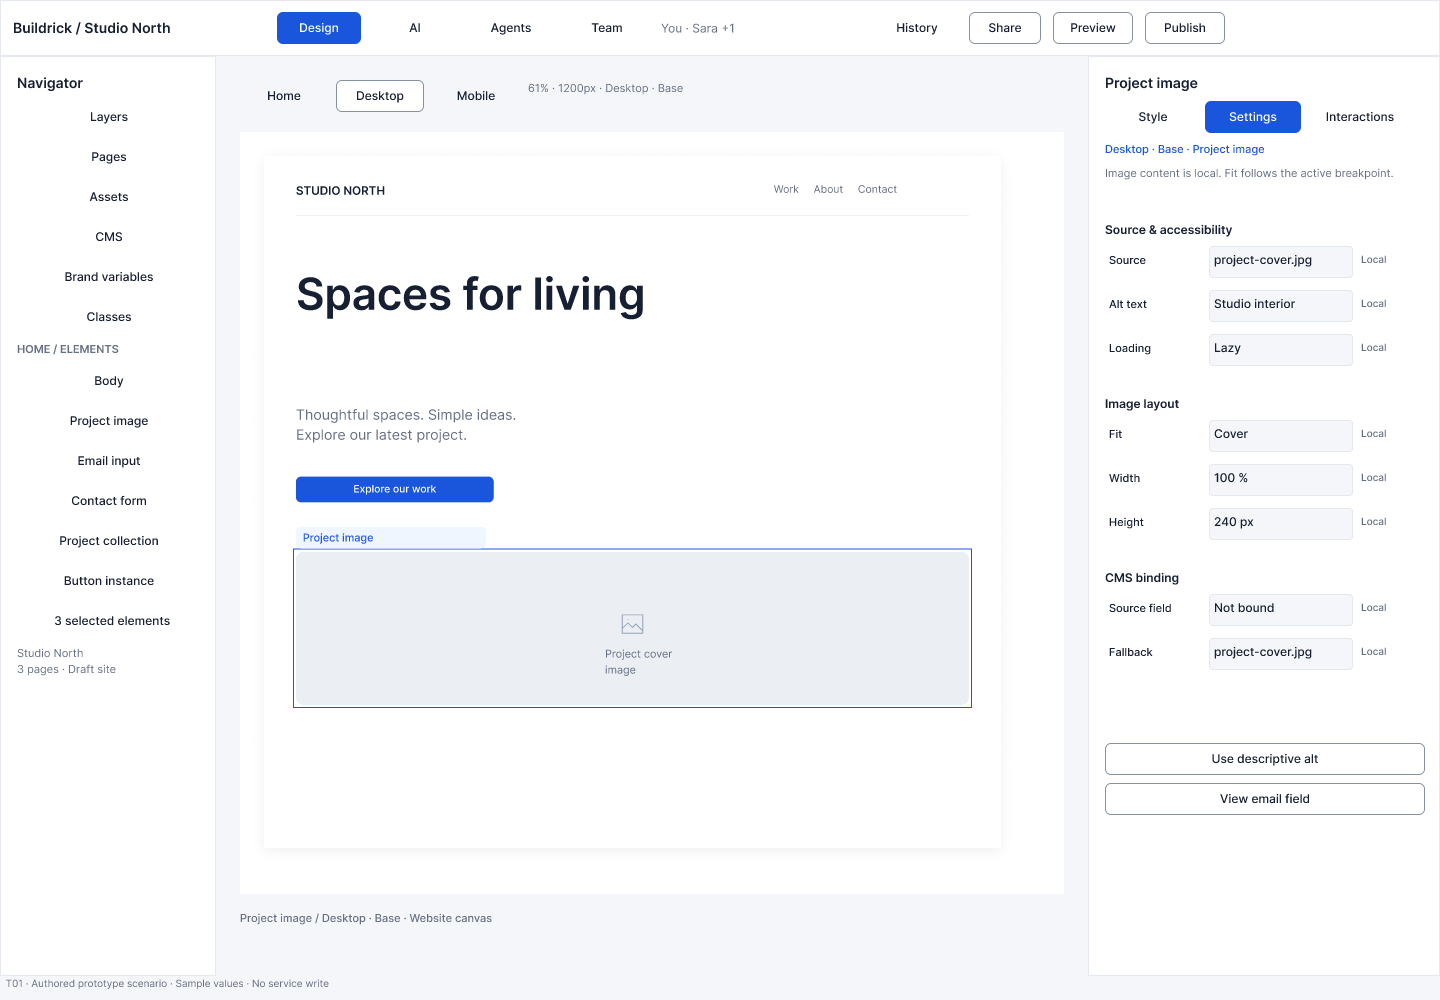 Buildrick / Studio North
Design
AI
Agents
Team
You · Sara +1
History
Share
Preview
Publish
Navigator
Layers
Pages
Assets
CMS
Brand variables
Classes
HOME / ELEMENTS
Body
Project image
Email input
Contact form
Project collection
Button instance
3 selected elements
Studio North
3 pages · Draft site
Home
Desktop
Mobile
61% · 1200px · Desktop · Base
STUDIO NORTH
Work
About
Contact
Spaces for living
Thoughtful spaces. Simple ideas.
Explore our latest project.
Explore our work
Project image
Project cover
image
Project image / Desktop · Base · Website canvas
Project image
Style
Settings
Interactions
Desktop · Base · Project image
Image content is local. Fit follows the active breakpoint.
Source & accessibility
Source project-cover.jpg Local
Alt text Studio interior Local
Loading Lazy Local
Image layout
Fit Cover Local
Width 100 % Local
Height 240 px Local
CMS binding
Source field Not bound Local
Fallback project-cover.jpg Local
Use descriptive alt
View email field
T01 · Authored prototype scenario · Sample values · No service write